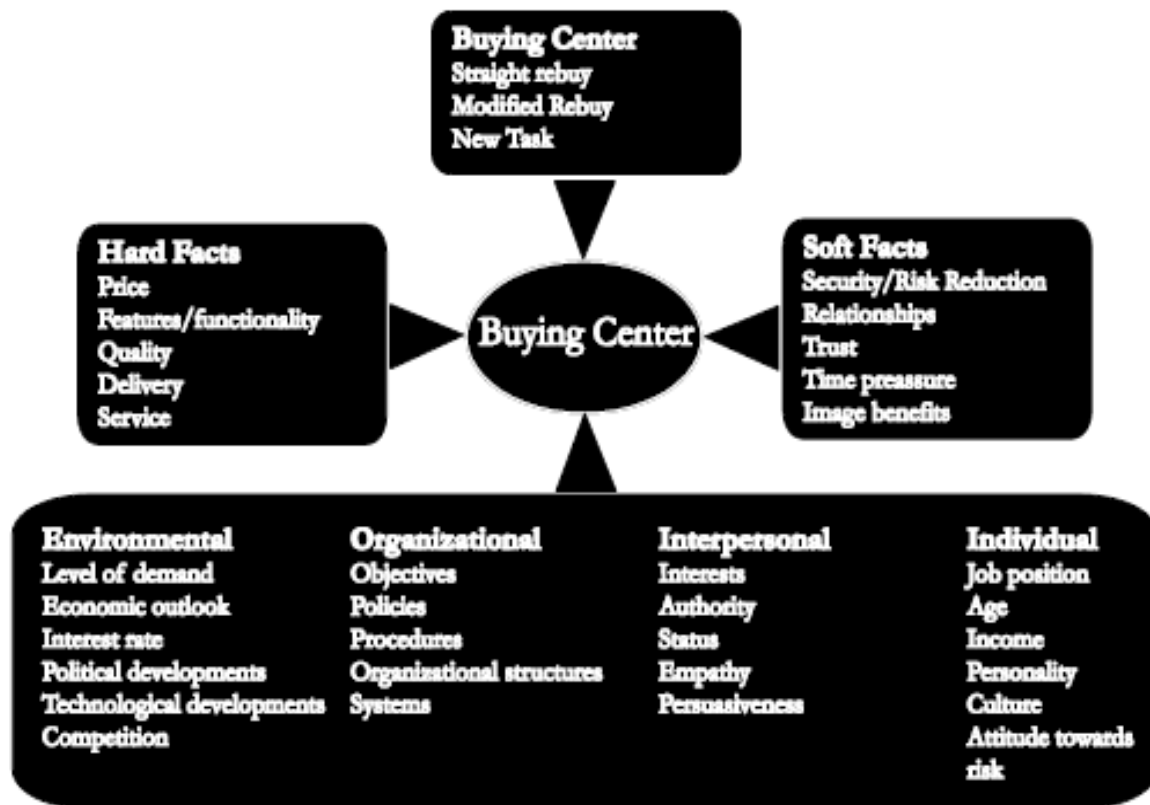 Buying Center
Straight rebuy
Modified Rebuy
New Task
Hard Facts
Price
Features/functionality
Quality
Delivery
Service
Buying Center
Soft Facts
Security/Risk Reduction
Relationships
Trust
Time preassure
Image benefits
Environmental
Level of demand
Economic outlook
Interest rate
Political developments
Technological developments
Competition
Organizational
Objectives
Policies
Procedures
Organizational structures
Systems
Interpersonal
Interests
Authority
Status
Empathy
Persuasiveness
Individual
Job position
Age
Income
Personality
Culture
Attitude towards
risk